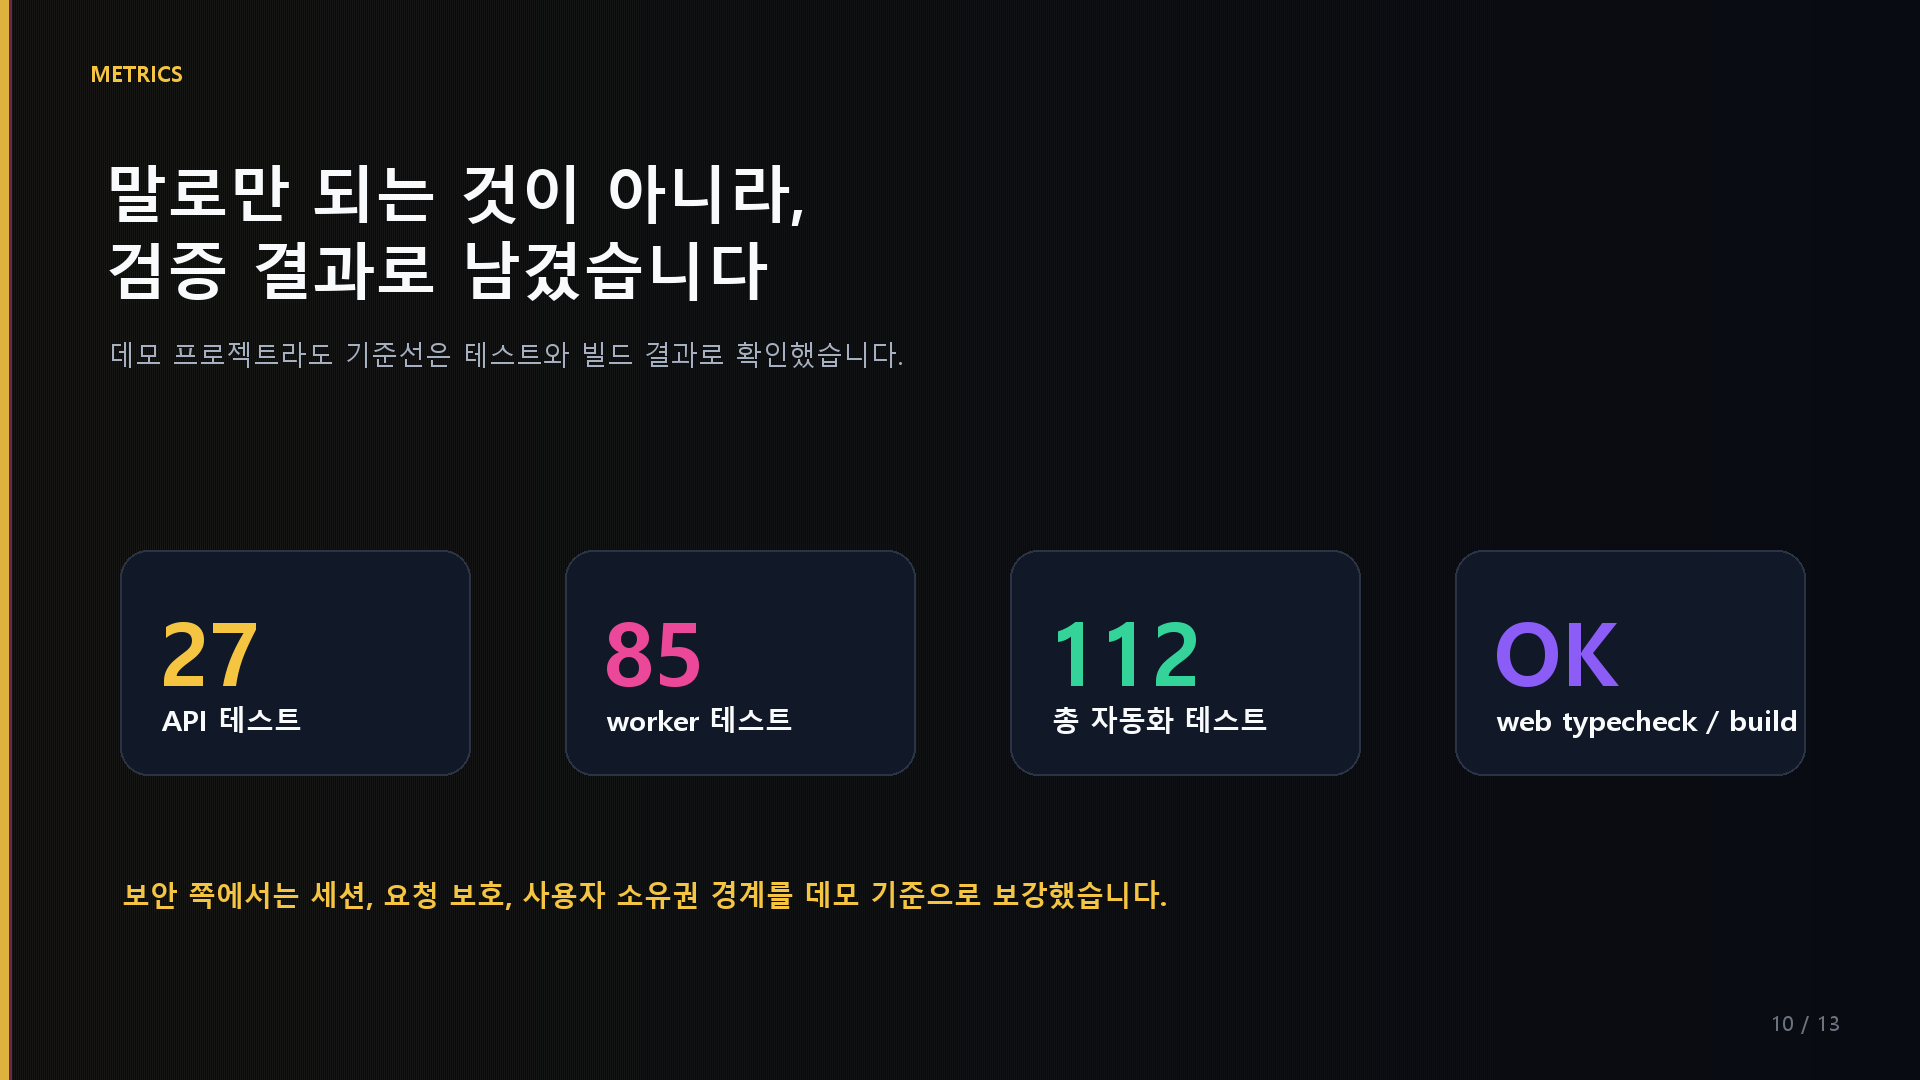 METRICS
말로만 되는 것이 아니라,
검증 결과로 남겼습니다
데모 프로젝트라도 기준선은 테스트와 빌드 결과로 확인했습니다.
27
API 테스트
85
worker 테스트
112
총 자동화 테스트
OK
web typecheck / build
보안 쪽에서는 세션, 요청 보호, 사용자 소유권 경계를 데모 기준으로 보강했습니다.
10 / 13